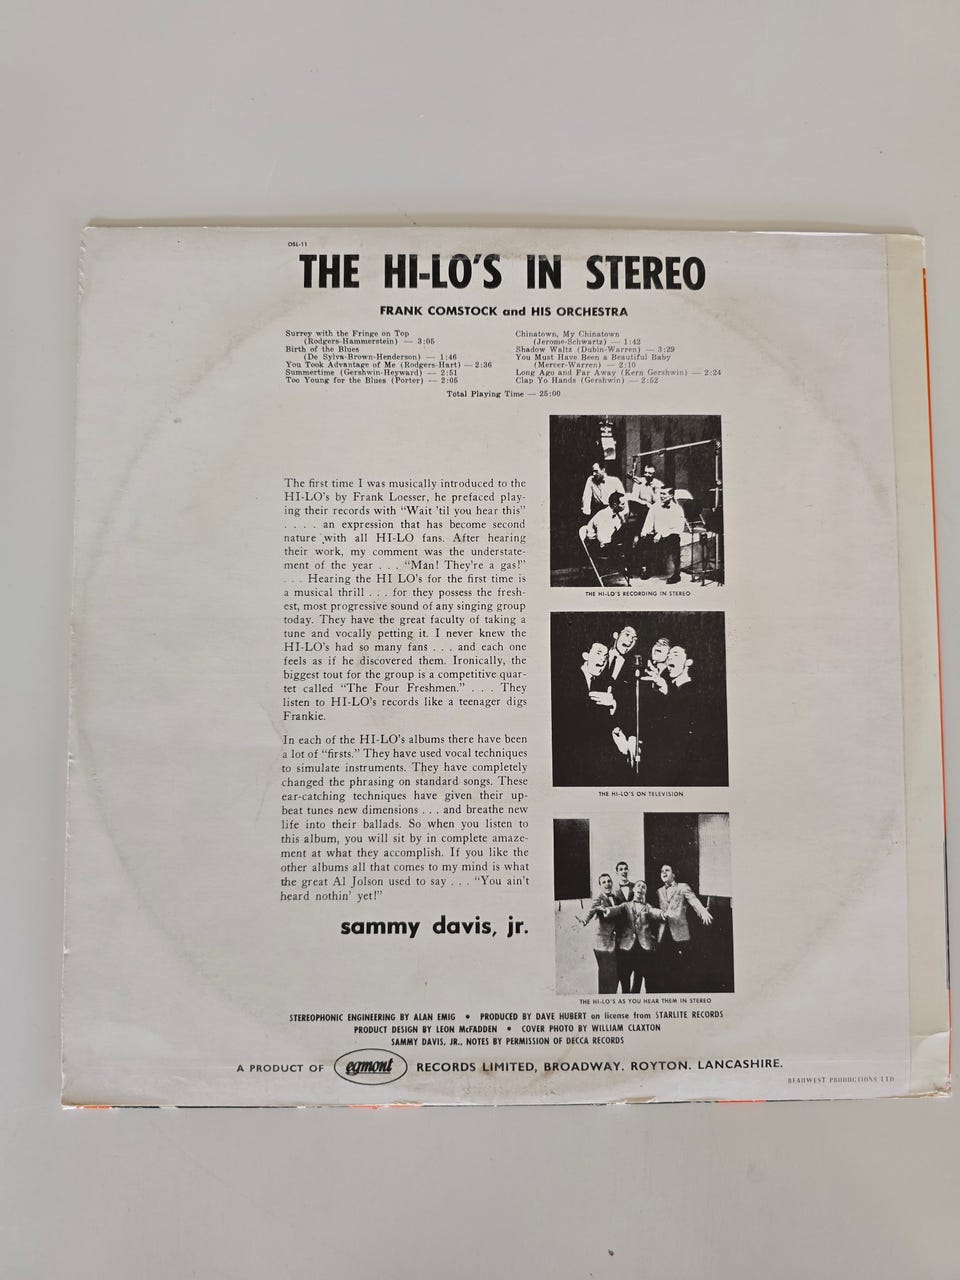 OSL-11
THE HI-LO'S IN STEREO
FRANK COMSTOCK and HIS ORCHESTRA
Surrey with the Fringe on Top
(Rodgers-Hammerstein) — 3:05
Birth of the Blues
(De Sylva-Brown-Henderson) — 1:46
You Took Advantage of Me (Rodgers-Hart) — 2:36
Summertime (Gershwin-Heyward) — 2:51
Too Young for the Blues (Porter) — 2:05
Chinatown, My Chinatown
(Jerome-Schwartz) — 1:42
Shadow Waltz (Dubin-Warren) — 3:29
You Must Have Been a Beautiful Baby
(Mercer-Warren) — 2:10
Long Ago and Far Away (Kern Gershwin) — 2:24
Clap Yo Hands (Gershwin) — 2:52
Total Playing Time — 25:00
The first time I was musically introduced to the
HI-LO's by Frank Loesser, he prefaced play-
ing their records with "Wait 'til you hear this"
. . . . an expression that has become second
nature with all HI-LO fans. After hearing
their work, my comment was the understate-
ment of the year . . . "Man! They're a gas!"
. . . Hearing the HI LO's for the first time is
a musical thrill . . . for they possess the fresh-
est, most progressive sound of any singing group
today. They have the great faculty of taking a
tune and vocally petting it. I never knew the
HI-LO's had so many fans . . . and each one
feels as if he discovered them. Ironically, the
biggest tout for the group is a competitive quar-
tet called "The Four Freshmen." . . . They
listen to HI-LO's records like a teenager digs
Frankie.
In each of the HI-LO's albums there have been
a lot of "firsts." They have used vocal techniques
to simulate instruments. They have completely
changed the phrasing on standard songs. These
ear-catching techniques have given their up-
beat tunes new dimensions . . . and breathe new
life into their ballads. So when you listen to
this album, you will sit by in complete amaze-
ment at what they accomplish. If you like the
other albums all that comes to my mind is what
the great Al Jolson used to say . . . "You ain't
heard nothin' yet!"
sammy davis, jr.
THE HI-LO'S RECORDING IN STEREO
THE HI-LO'S ON TELEVISION
THE HI-LO'S AS YOU HEAR THEM IN STEREO
STEREOPHONIC ENGINEERING BY ALAN EMIG • PRODUCED BY DAVE HUBERT on license from STARLITE RECORDS
PRODUCT DESIGN BY LEON McFADDEN • COVER PHOTO BY WILLIAM CLAXTON
SAMMY DAVIS, JR., NOTES BY PERMISSION OF DECCA RECORDS
A PRODUCT OF egmont RECORDS LIMITED, BROADWAY. ROYTON. LANCASHIRE.
BEAUWEST PRODUCTIONS LTD